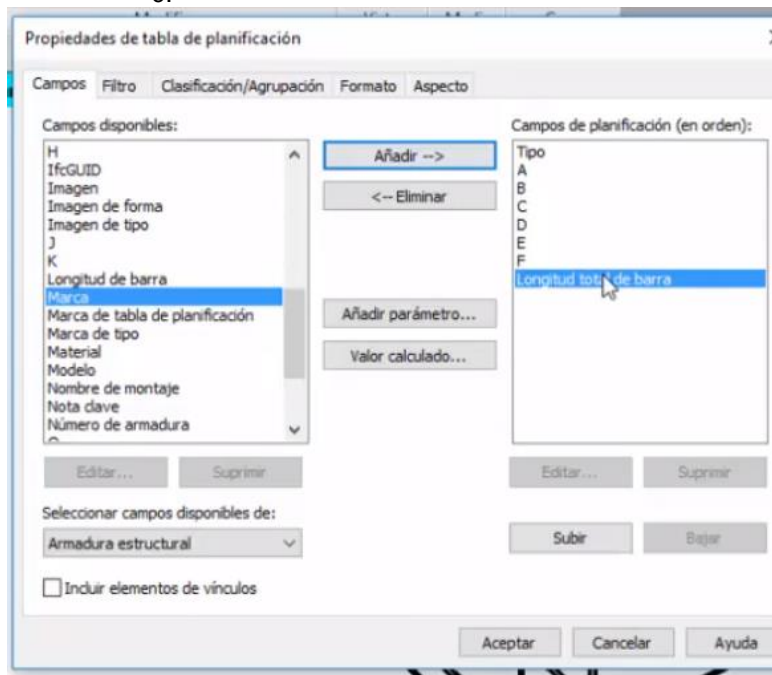 Propiedades de tabla de planificación
Campos Filtro Clasificación/Agrupación Formato Aspecto
Campos disponibles:
H
IfcGUID
Imagen
Imagen de forma
Imagen de tipo
J
K
Longitud de barra
Marca
Marca de tabla de planificación
Marca de tipo
Material
Modelo
Nombre de montaje
Nota clave
Número de armadura
Añadir -->
<-- Eliminar
Añadir parámetro...
Valor calculado...
Campos de planificación (en orden):
Tipo
A
B
C
D
E
F
Longitud total de barra
Editar... Suprimir
Editar... Suprimir
Seleccionar campos disponibles de:
Armadura estructural
Subir Bajar
Incluir elementos de vínculos
Aceptar Cancelar Ayuda